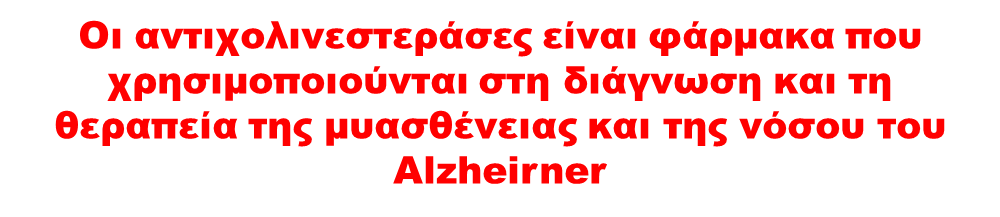 Οι αντιχολινεστεράσες είναι φάρμακα που
χρησιμοποιούνται στη διάγνωση και τη
θεραπεία της μυασθένειας και της νόσου του
Alzheirner